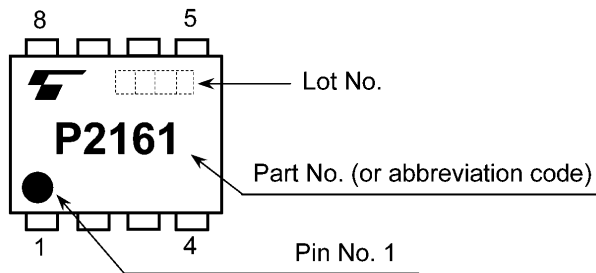 8 5
Lot No.
P2161
Part No. (or abbreviation code)
1 4
Pin No. 1